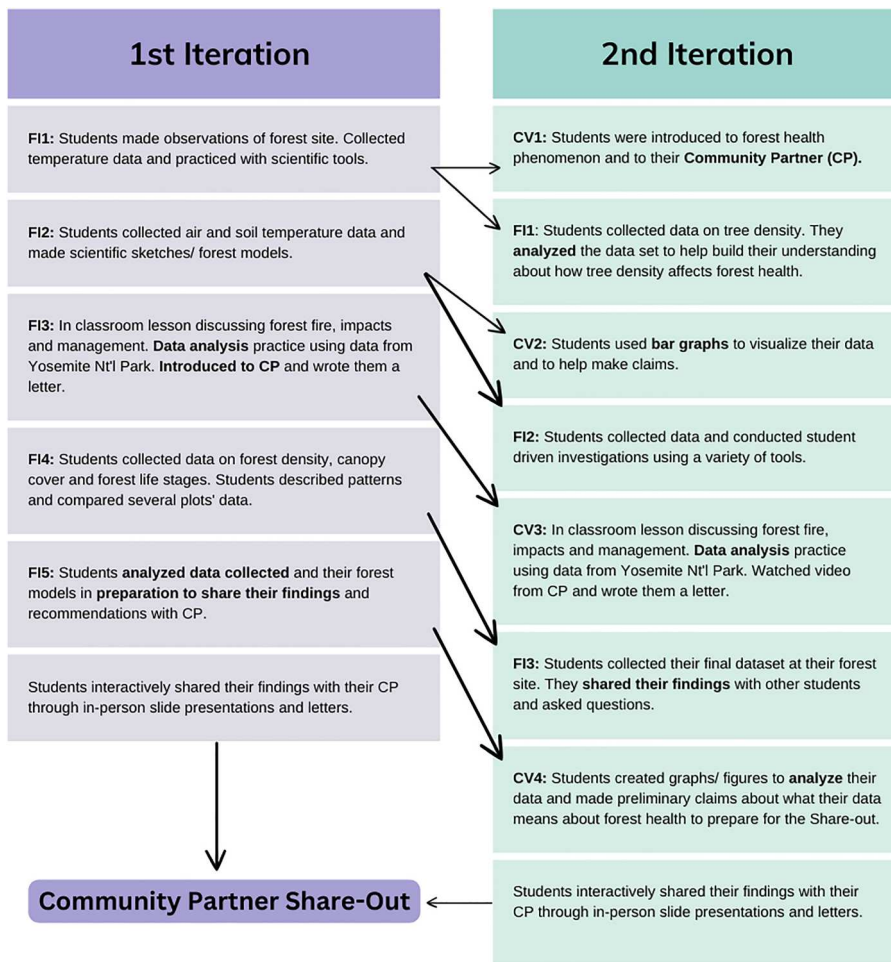 1st Iteration
FI1: Students made observations of forest site. Collected
temperature data and practiced with scientific tools.
FI2: Students collected air and soil temperature data and
made scientific sketches/ forest models.
FI3: In classroom lesson discussing forest fire, impacts
and management. Data analysis practice using data from
Yosemite Nt'l Park. Introduced to CP and wrote them a
letter.
FI4: Students collected data on forest density, canopy
cover and forest life stages. Students described patterns
and compared several plots' data.
FI5: Students analyzed data collected and their forest
models in preparation to share their findings and
recommendations with CP.
Students interactively shared their findings with their CP
through in-person slide presentations and letters.
Community Partner Share-Out
2nd Iteration
CV1: Students were introduced to forest health
phenomenon and to their Community Partner (CP).
FI1: Students collected data on tree density. They
analyzed the data set to help build their understanding
about how tree density affects forest health.
CV2: Students used bar graphs to visualize their data
and to help make claims.
FI2: Students collected data and conducted student
driven investigations using a variety of tools.
CV3: In classroom lesson discussing forest fire,
impacts and management. Data analysis practice
using data from Yosemite Nt'l Park. Watched video
from CP and wrote them a letter.
FI3: Students collected their final dataset at their forest
site. They shared their findings with other students
and asked questions.
CV4: Students created graphs/ figures to analyze their
data and made preliminary claims about what their data
means about forest health to prepare for the Share-out.
Students interactively shared their findings with their
CP through in-person slide presentations and letters.